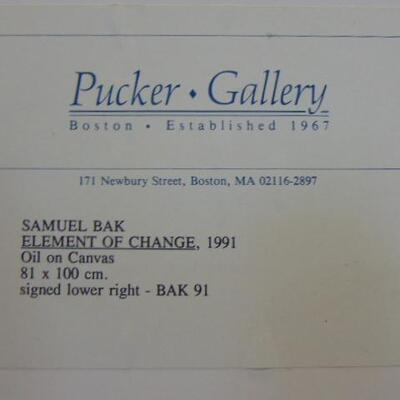 Pucker • Gallery
Boston • Established 1967
171 Newbury Street, Boston, MA 02116-2897
SAMUEL BAK
ELEMENT OF CHANGE, 1991
Oil on Canvas
81 x 100 cm.
signed lower right - BAK 91